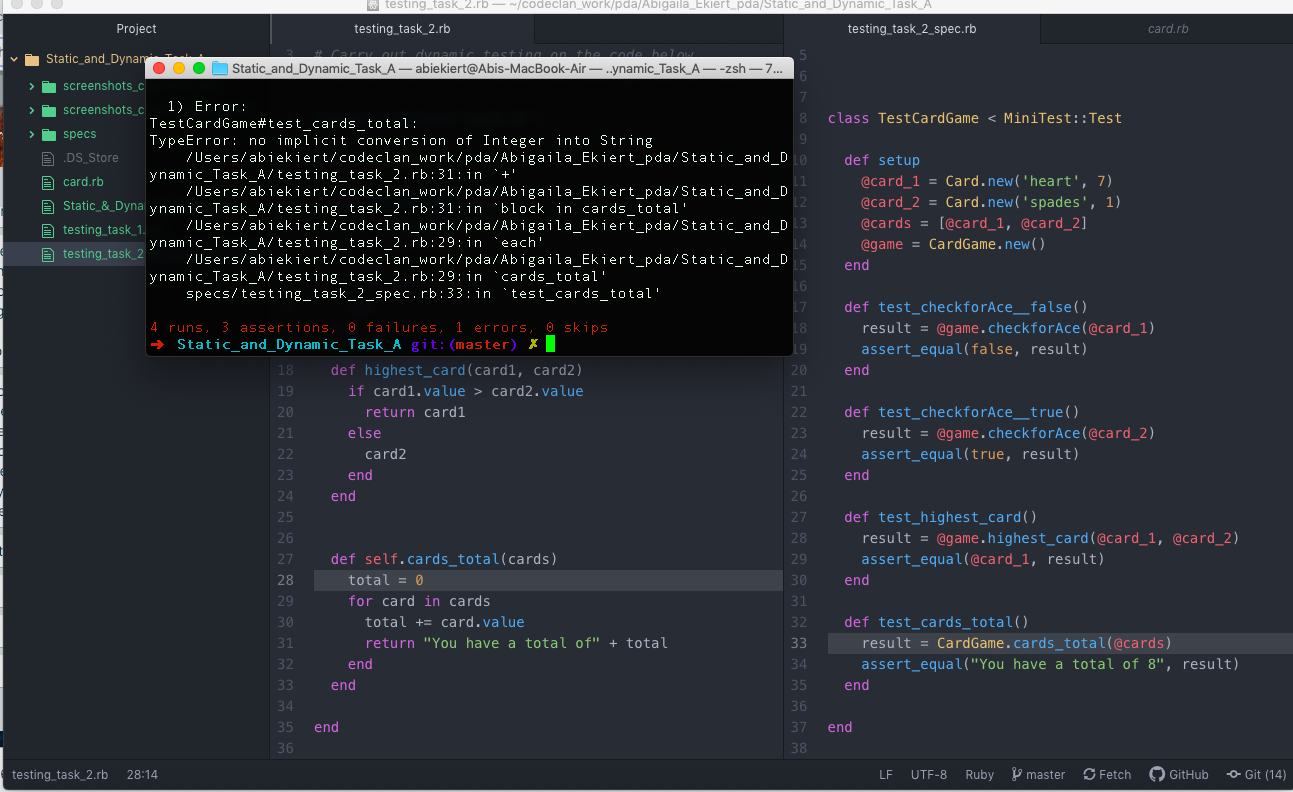 testing_task_2.rb — ~/codeclan_work/pda/Abigaila_Ekiert_pda/Static_and_Dynamic_Task_A
Project
testing_task_2.rb
testing_task_2_spec.rb
card.rb
Static_and_Dynamic_Task_A
screenshots_c
screenshots_c
specs
.DS_Store
card.rb
Static_&_Dyna
testing_task_1.
testing_task_2
3 # Carry out dynamic testing on the code below
Static_and_Dynamic_Task_A — abiekiert@Abis-MacBook-Air — ..ynamic_Task_A — -zsh — 7...
1) Error:
TestCardGame#test_cards_total:
TypeError: no implicit conversion of Integer into String
/Users/abiekiert/codeclan_work/pda/Abigaila_Ekiert_pda/Static_and_D
ynamic_Task_A/testing_task_2.rb:31:in `+'
/Users/abiekiert/codeclan_work/pda/Abigaila_Ekiert_pda/Static_and_D
ynamic_Task_A/testing_task_2.rb:31:in `block in cards_total'
/Users/abiekiert/codeclan_work/pda/Abigaila_Ekiert_pda/Static_and_D
ynamic_Task_A/testing_task_2.rb:29:in `each'
/Users/abiekiert/codeclan_work/pda/Abigaila_Ekiert_pda/Static_and_D
ynamic_Task_A/testing_task_2.rb:29:in `cards_total'
specs/testing_task_2_spec.rb:33:in `test_cards_total'
4 runs, 3 assertions, 0 failures, 1 errors, 0 skips
➜ Static_and_Dynamic_Task_A git:(master) ✗
18 def highest_card(card1, card2)
19 if card1.value > card2.value
20 return card1
21 else
22 card2
23 end
24 end
25
26
27 def self.cards_total(cards)
28 total = 0
29 for card in cards
30 total += card.value
31 return "You have a total of" + total
32 end
33 end
34
35 end
36
5
6
7
8 class TestCardGame < MiniTest::Test
9
10 def setup
11 @card_1 = Card.new('heart', 7)
12 @card_2 = Card.new('spades', 1)
13 @cards = [@card_1, @card_2]
14 @game = CardGame.new()
15 end
16
17 def test_checkforAce__false()
18 result = @game.checkforAce(@card_1)
19 assert_equal(false, result)
20 end
21
22 def test_checkforAce__true()
23 result = @game.checkforAce(@card_2)
24 assert_equal(true, result)
25 end
26
27 def test_highest_card()
28 result = @game.highest_card(@card_1, @card_2)
29 assert_equal(@card_1, result)
30 end
31
32 def test_cards_total()
33 result = CardGame.cards_total(@cards)
34 assert_equal("You have a total of 8", result)
35 end
36
37 end
38
testing_task_2.rb 28:14
LF UTF-8 Ruby master Fetch GitHub Git (14)